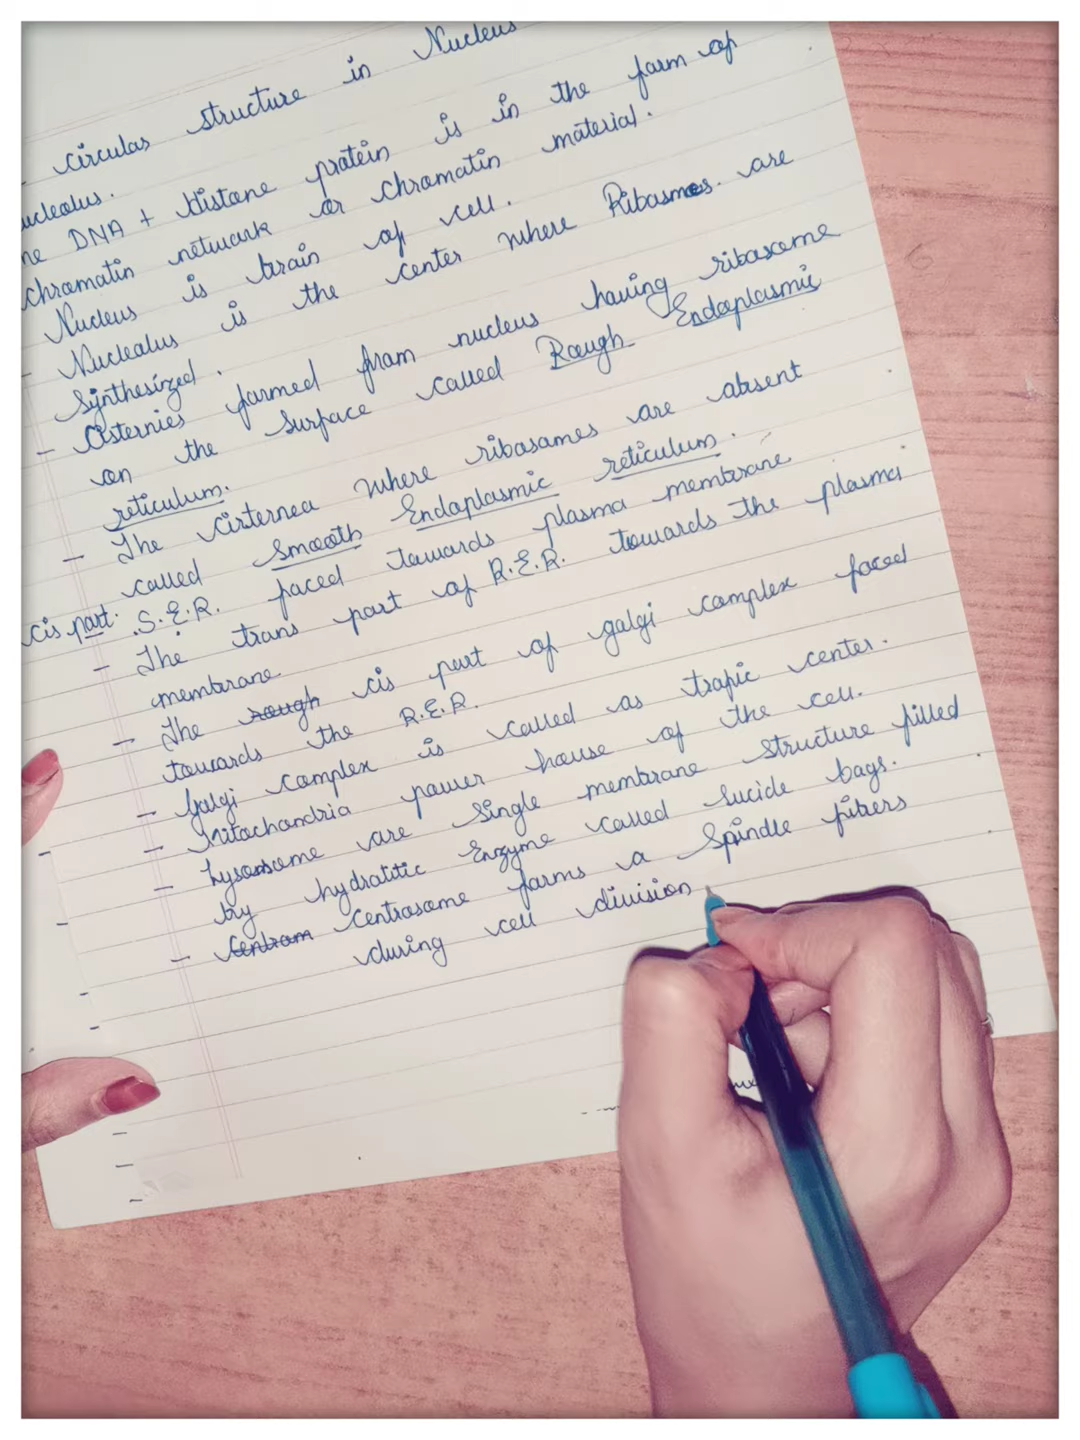 circular structure in Nucleus
ucleolus.
ne DNA + Histone protein is in the form of
chromatin network or chromatin material.
Nucleus is brain of cell.
- Nucleolus is the center where Ribosomes. are
synthesized.
- Cisternies formed from nucleus having ribosome
on the surface called Rough Endoplasmic
reticulum.
- The cisternea where ribosomes are absent
called Smooth Endoplasmic reticulum.
cis part. S.E.R. faced towards plasma membrane.
- The trans part of R.E.R. towards the plasma
membrane.
- The rough cis part of golgi complex faced
towards the R.E.R.
- Golgi complex is called as trafic center.
- Mitochondria power house of the cell.
- Lysosome are single membrane structure filled
by hydralitic Enzyme called sucide bags.
- Centrom Centrosome forms a spindle fibers
during cell division